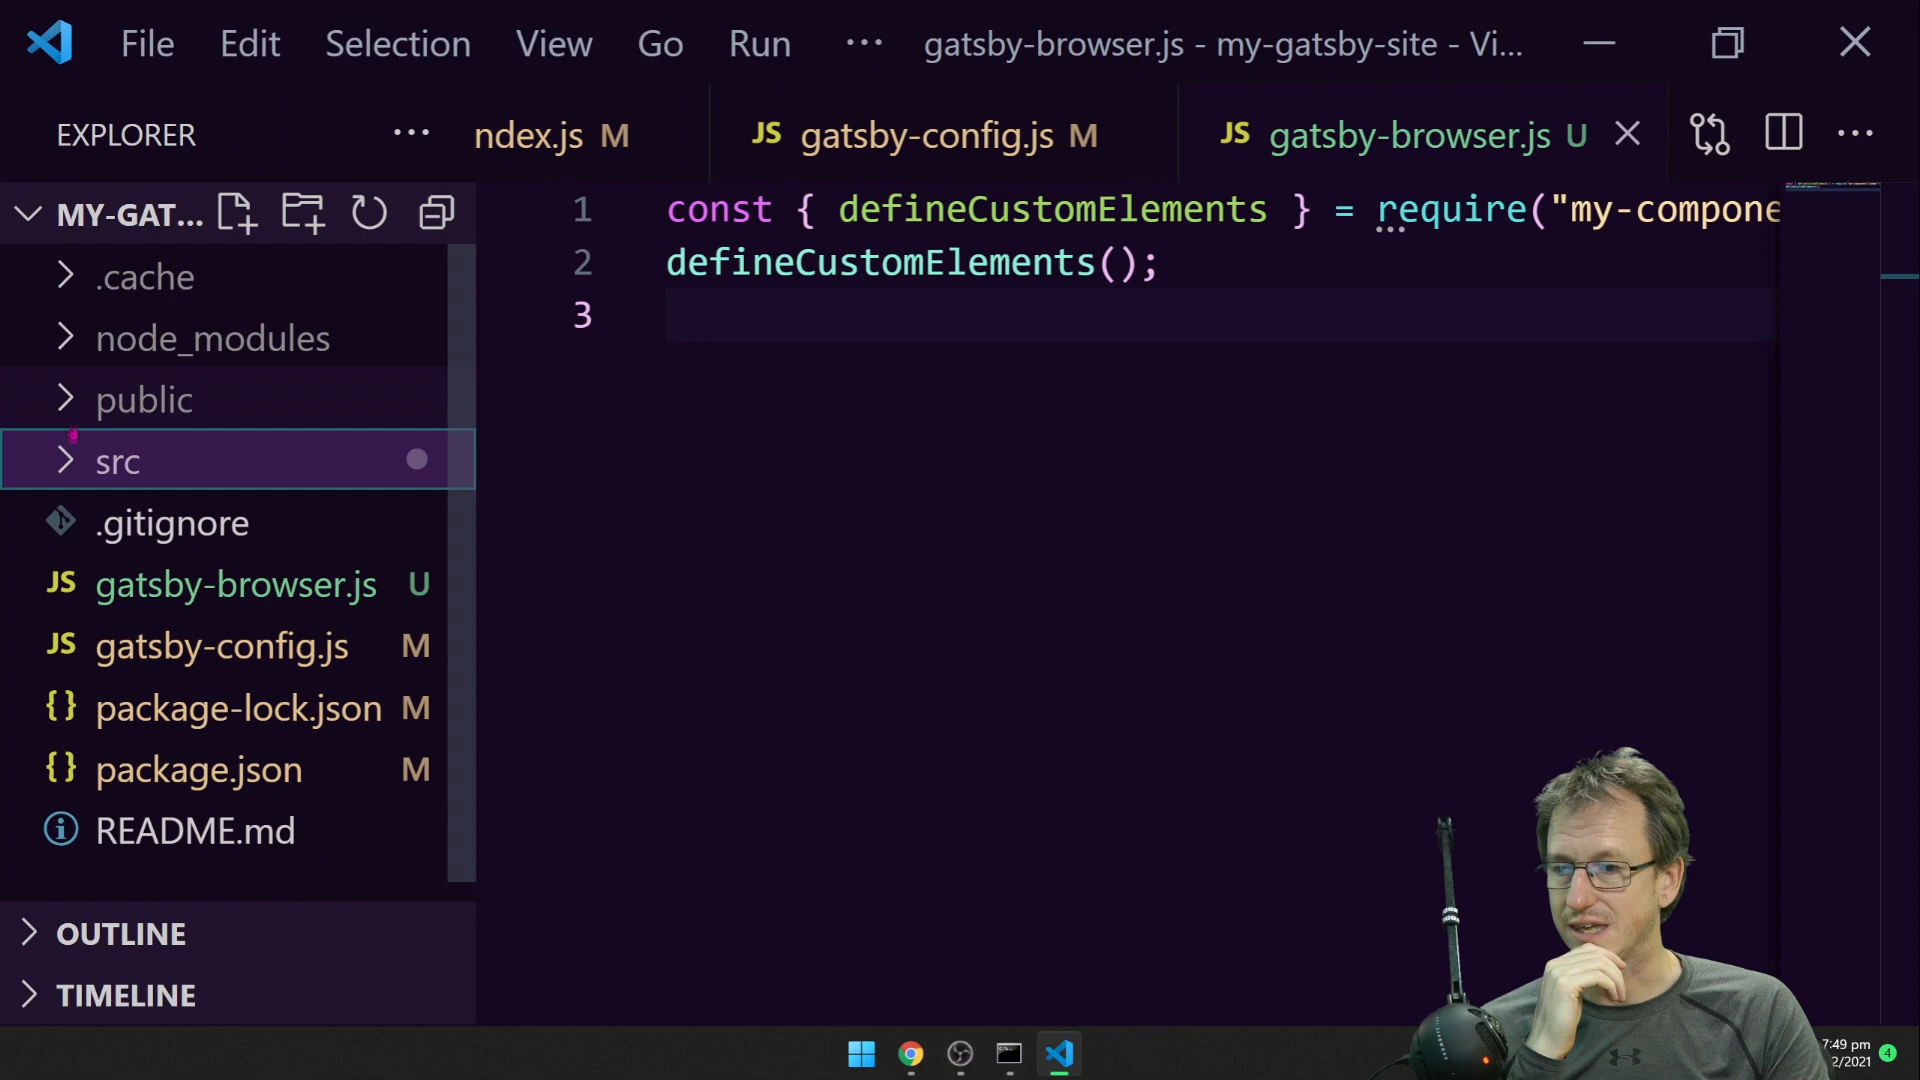 File Edit Selection View Go Run ··· gatsby-browser.js - my-gatsby-site - Vi...
EXPLORER ···
ndex.js M
JS gatsby-config.js M
JS gatsby-browser.js U
MY-GAT...
.cache
node_modules
public
src
.gitignore
JS gatsby-browser.js U
JS gatsby-config.js M
{} package-lock.json M
{} package.json M
README.md
OUTLINE
TIMELINE
1 const { defineCustomElements } = require("my-compone
2 defineCustomElements();
3
7:49 pm
2/2021
4